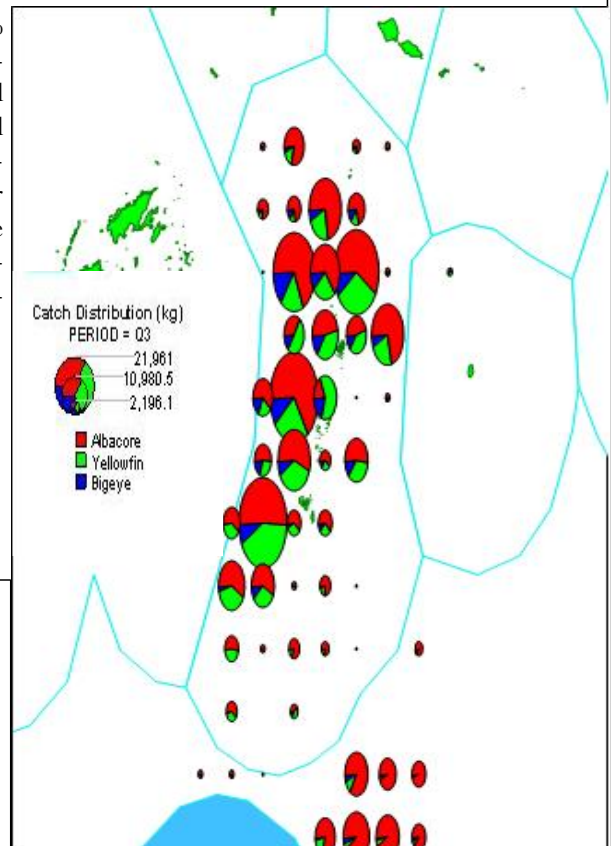 Catch Distribution (kg)
PERIOD = Q3
21,961
10,980.5
2,196.1
Albacore
Yellowfin
Bigeye